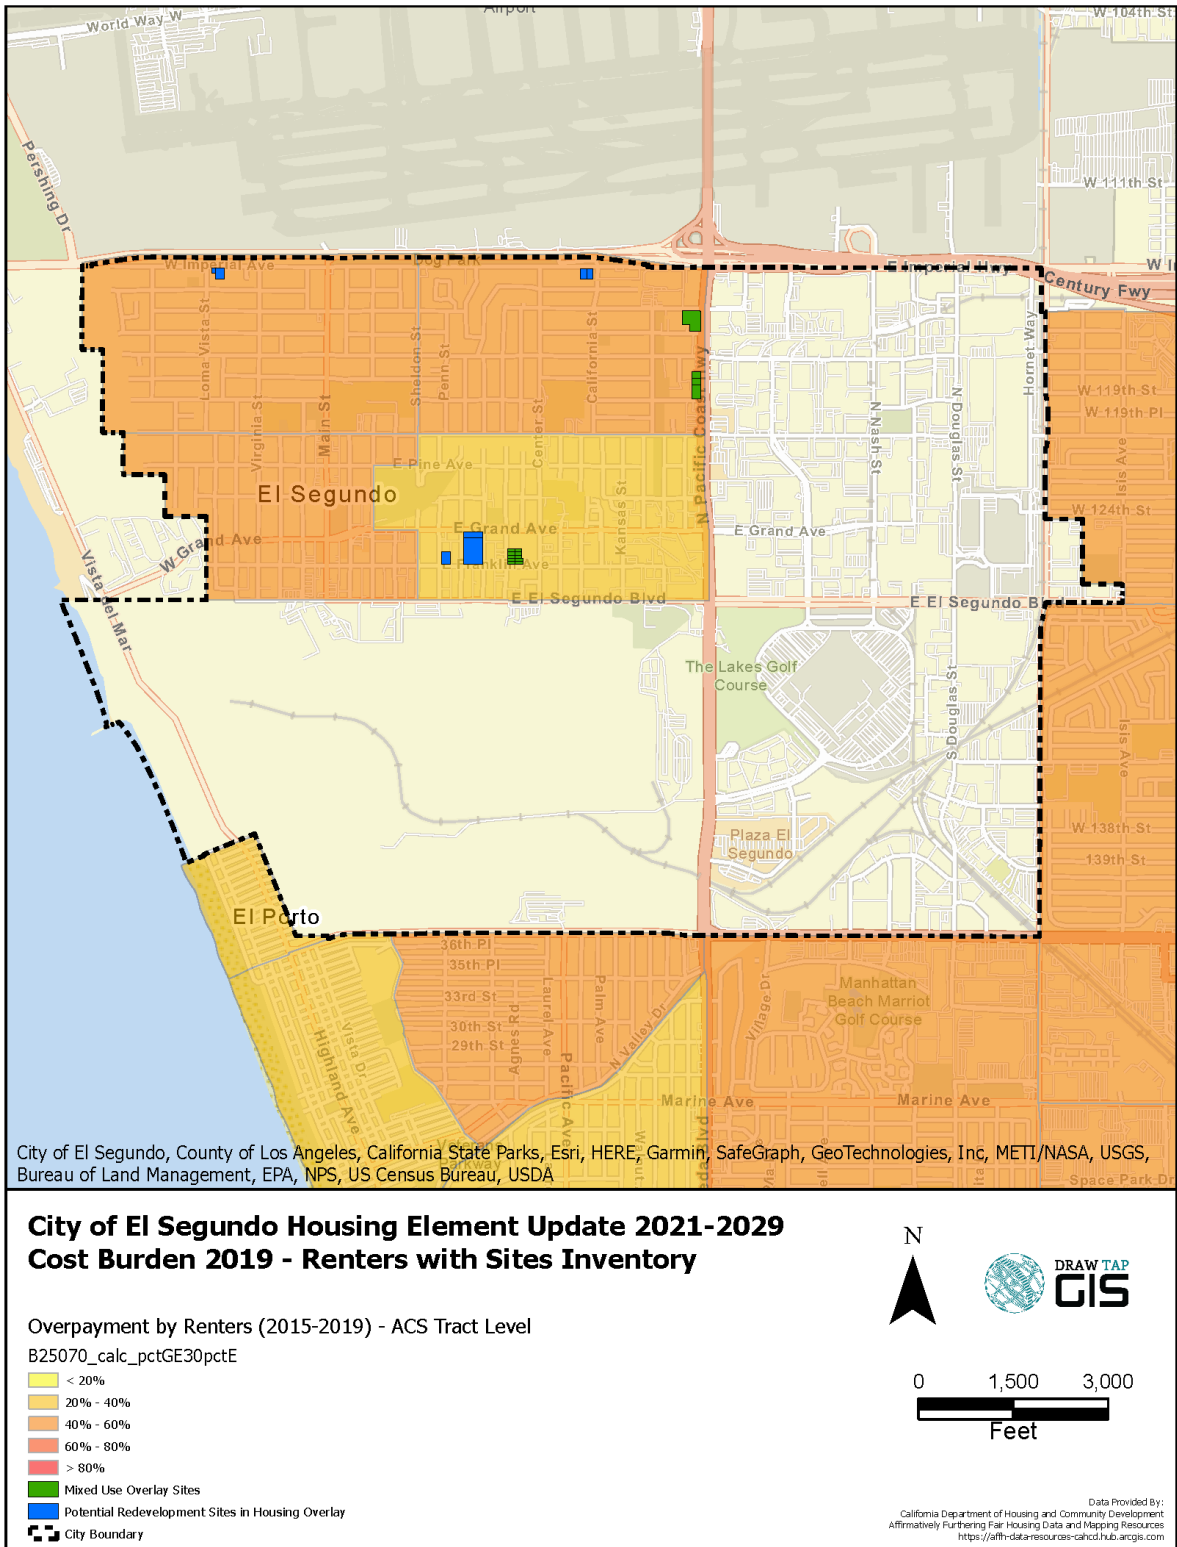 Airport
World Way W
W 104th St
Pershing Dr
W 111th St
W Imperial Ave
Dog Park
E Imperial Hwy
W I
Century Fwy
Loma Vista St
Sheldon St
Penn St
California St
N Pacific Coast Hwy
Hornet Way
N Nash St
N Douglas St
W 119th St
W 119th Pl
Isis Ave
Virginia St
Main St
Center St
Kansas St
E Pine Ave
El Segundo
E Grand Ave
E Grand Ave
W 124th St
W Grand Ave
E Franklin Ave
Vista del Mar
E El Segundo Blvd
E El Segundo B
The Lakes Golf
Course
S Douglas St
Isis Ave
Plaza El
Segundo
W 138th St
139th St
El Porto
36th Pl
35th Pl
33rd St
30th St
29th St
Agnes Rd
Laurel Ave
Palm Ave
N Valley Dr
Village Dr
Manhattan
Beach Marriot
Golf Course
Vista Dr
Highland Ave
Pacific Ave
Marine Ave
Marine Ave
Veterans
Parkway
Space Park Dr
City of El Segundo, County of Los Angeles, California State Parks, Esri, HERE, Garmin, SafeGraph, GeoTechnologies, Inc, METI/NASA, USGS,
Bureau of Land Management, EPA, NPS, US Census Bureau, USDA
City of El Segundo Housing Element Update 2021-2029
Cost Burden 2019 - Renters with Sites Inventory
N
DRAW TAP
GIS
Overpayment by Renters (2015-2019) - ACS Tract Level
B25070_calc_pctGE30pctE
< 20%
20% - 40%
40% - 60%
60% - 80%
> 80%
Mixed Use Overlay Sites
Potential Redevelopment Sites in Housing Overlay
City Boundary
0 1,500 3,000
Feet
Data Provided By:
California Department of Housing and Community Development
Affirmatively Furthering Fair Housing Data and Mapping Resources
https://affh-data-resources-cahcd.hub.arcgis.com